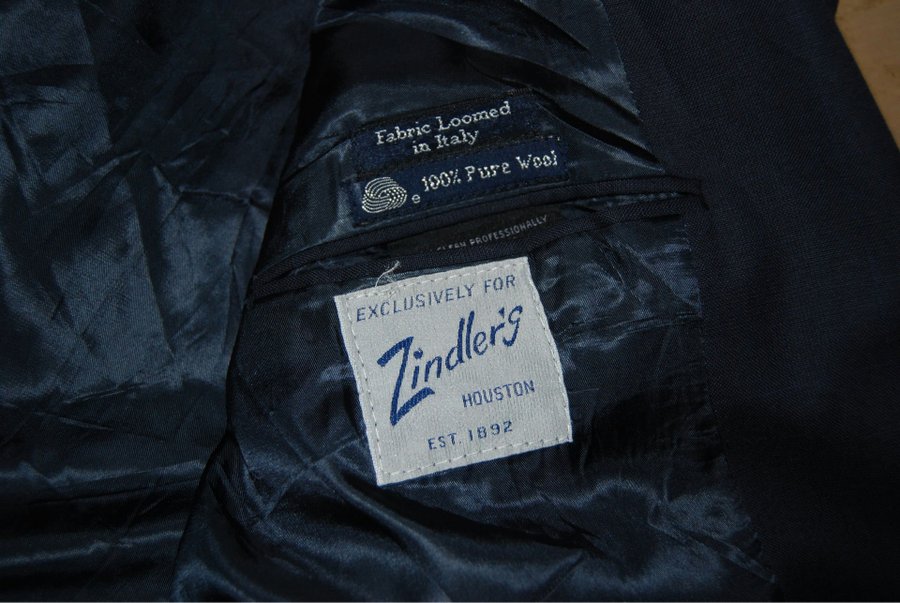 Fabric Loomed
in Italy
100% Pure Wool
CLEAN PROFESSIONALLY
EXCLUSIVELY FOR
Zindler's
HOUSTON
EST. 1892